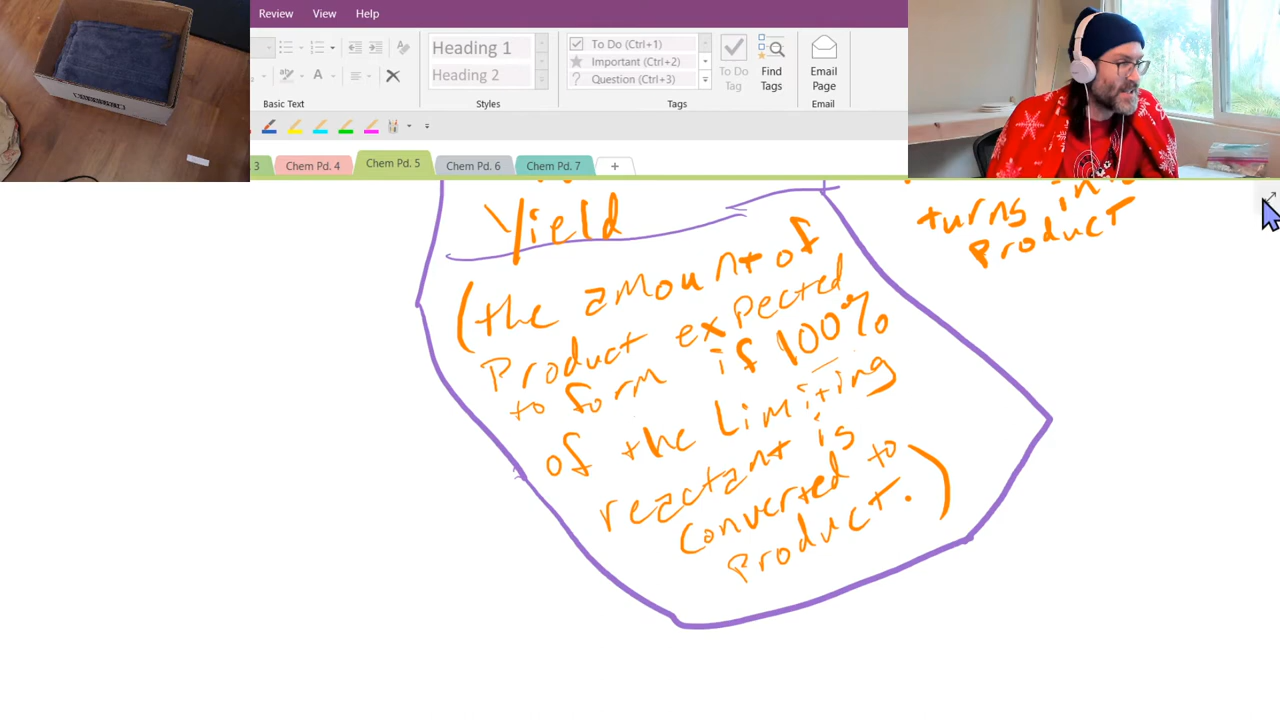 Review View Help
Heading 1
Heading 2
To Do (Ctrl+1)
Important (Ctrl+2)
Question (Ctrl+3)
To Do
Tag
Find
Tags
Email
Page
Basic Text
Styles
Tags
Email
3
Chem Pd. 4
Chem Pd. 5
Chem Pd. 6
Chem Pd. 7
+
Yield
(the amount of
Product expected
to form if 100%
of the Limiting
reactant is
converted to
product.)
turns in
product